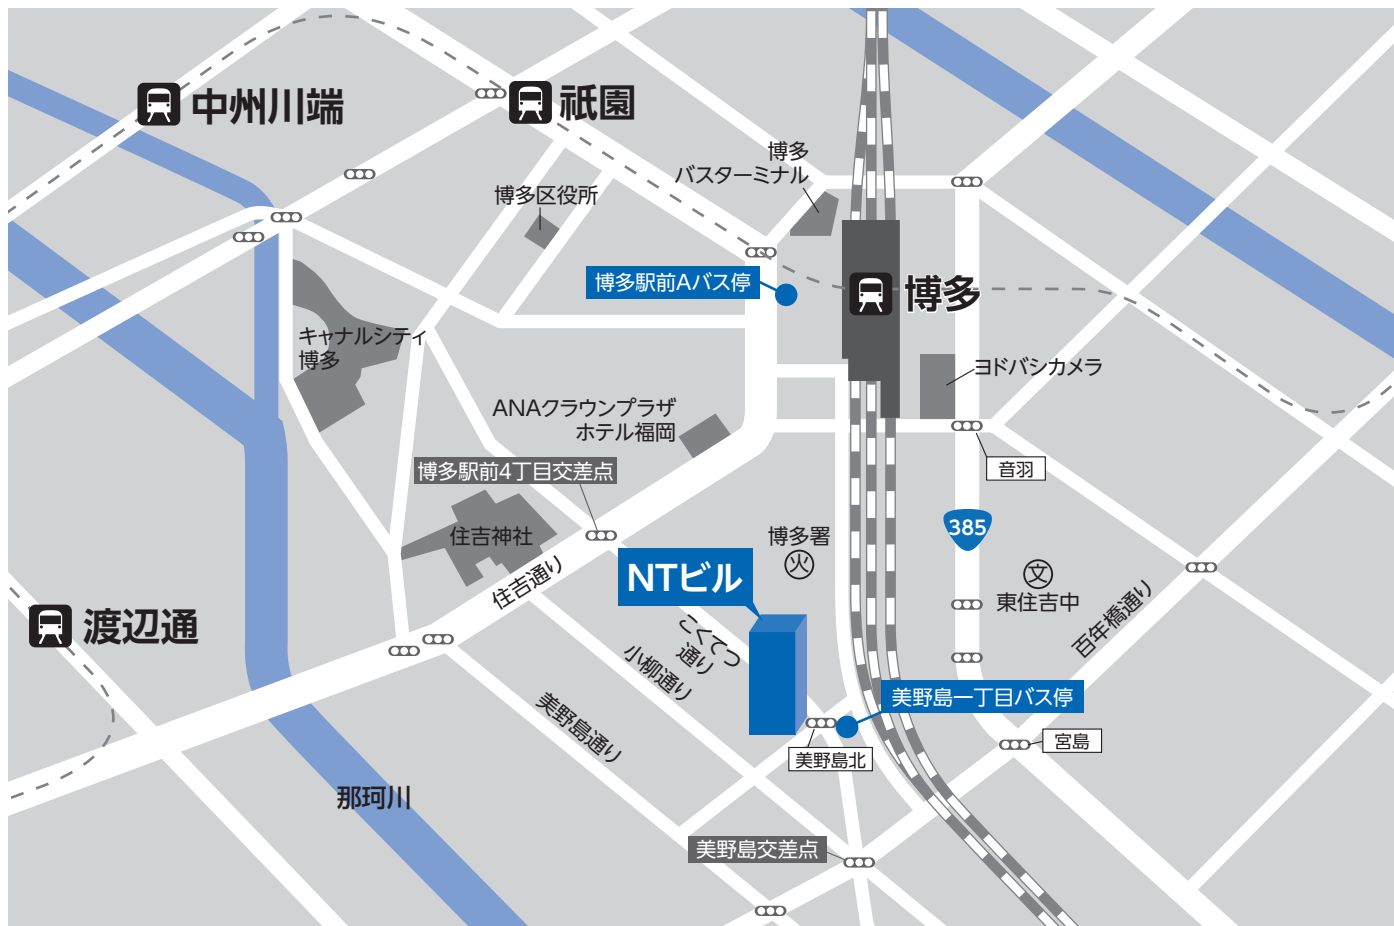 中州川端
祇園
博多
バスターミナル
博多区役所
博多駅前Aバス停
博多
キャナルシティ
博多
ヨドバシカメラ
ANAクラウンプラザ
ホテル福岡
博多駅前4丁目交差点
音羽
385
住吉神社
博多署
火
住吉通り
NTビル
文
東住吉中
百年橋通り
渡辺通
こくてつ
通り
小柳通り
美野島通り
美野島一丁目バス停
宮島
美野島北
那珂川
美野島交差点